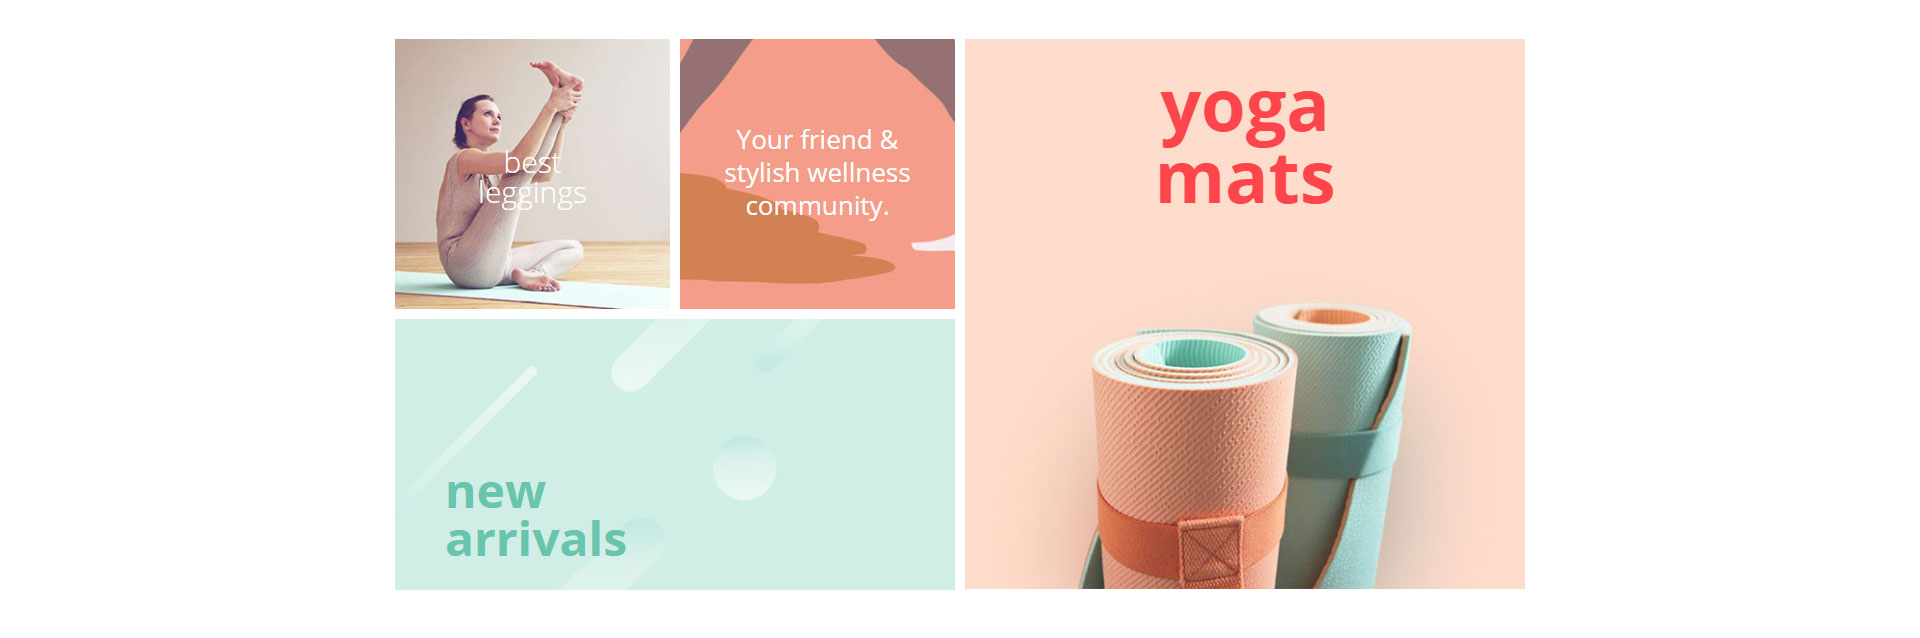 best
leggings
Your friend &
stylish wellness
community.
yoga
mats
new
arrivals